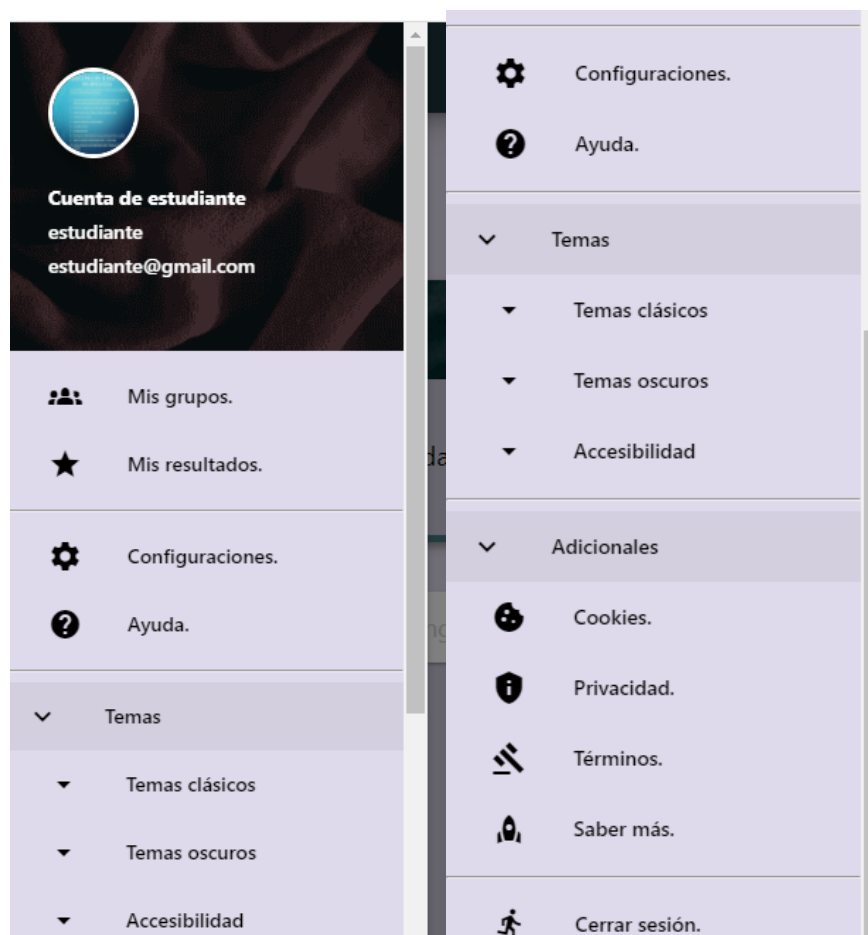 Cuenta de estudiante
estudiante
estudiante@gmail.com
Mis grupos.
Mis resultados.
Configuraciones.
Ayuda.
Temas
Temas clásicos
Temas oscuros
Accesibilidad
Configuraciones.
Ayuda.
Temas
Temas clásicos
Temas oscuros
Accesibilidad
Adicionales
Cookies.
Privacidad.
Términos.
Saber más.
Cerrar sesión.